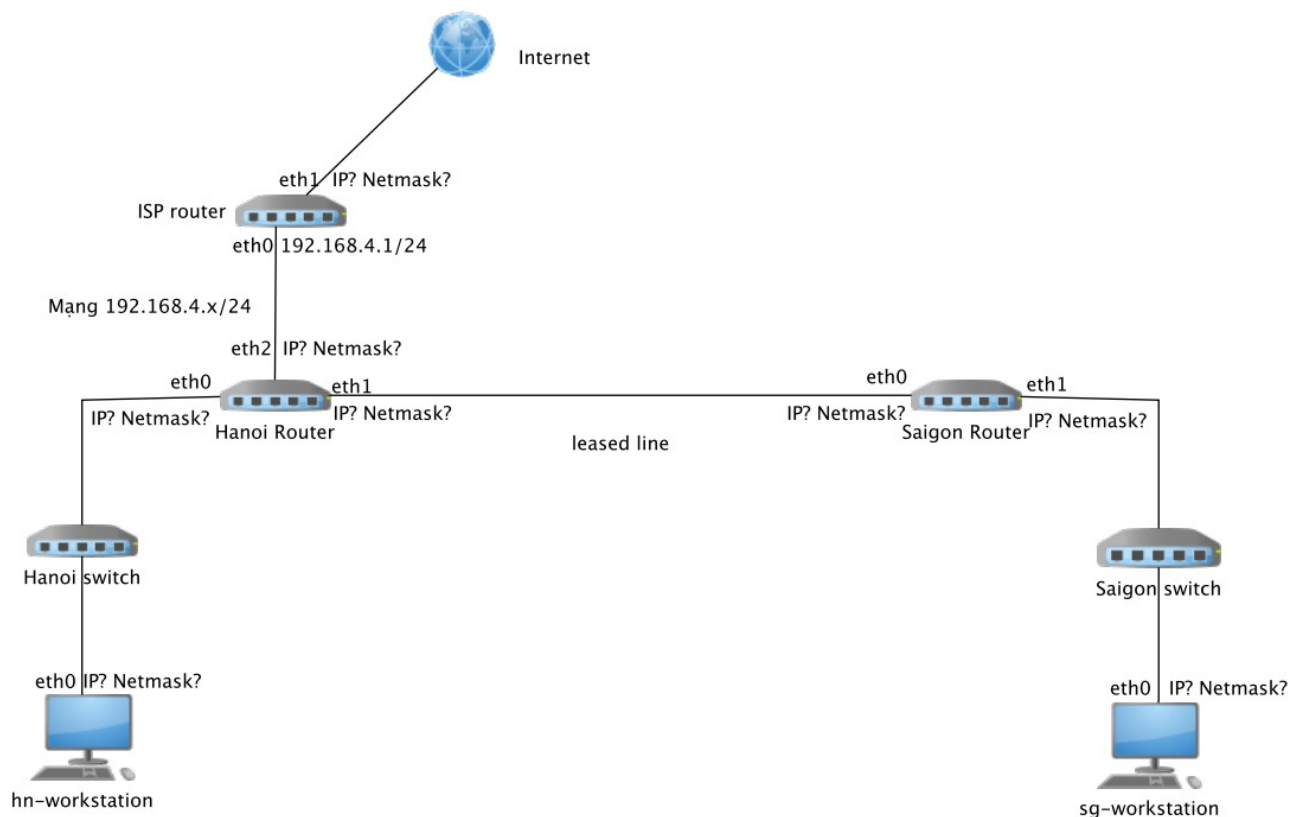 Internet
eth1 IP? Netmask?
ISP router
eth0 192.168.4.1/24
Mạng 192.168.4.x/24
eth2 IP? Netmask?
eth0
eth1
eth0
eth1
IP? Netmask?
IP? Netmask?
IP? Netmask?
IP? Netmask?
Hanoi Router
Saigon Router
leased line
Hanoi switch
Saigon switch
eth0 IP? Netmask?
eth0 IP? Netmask?
hn-workstation
sg-workstation